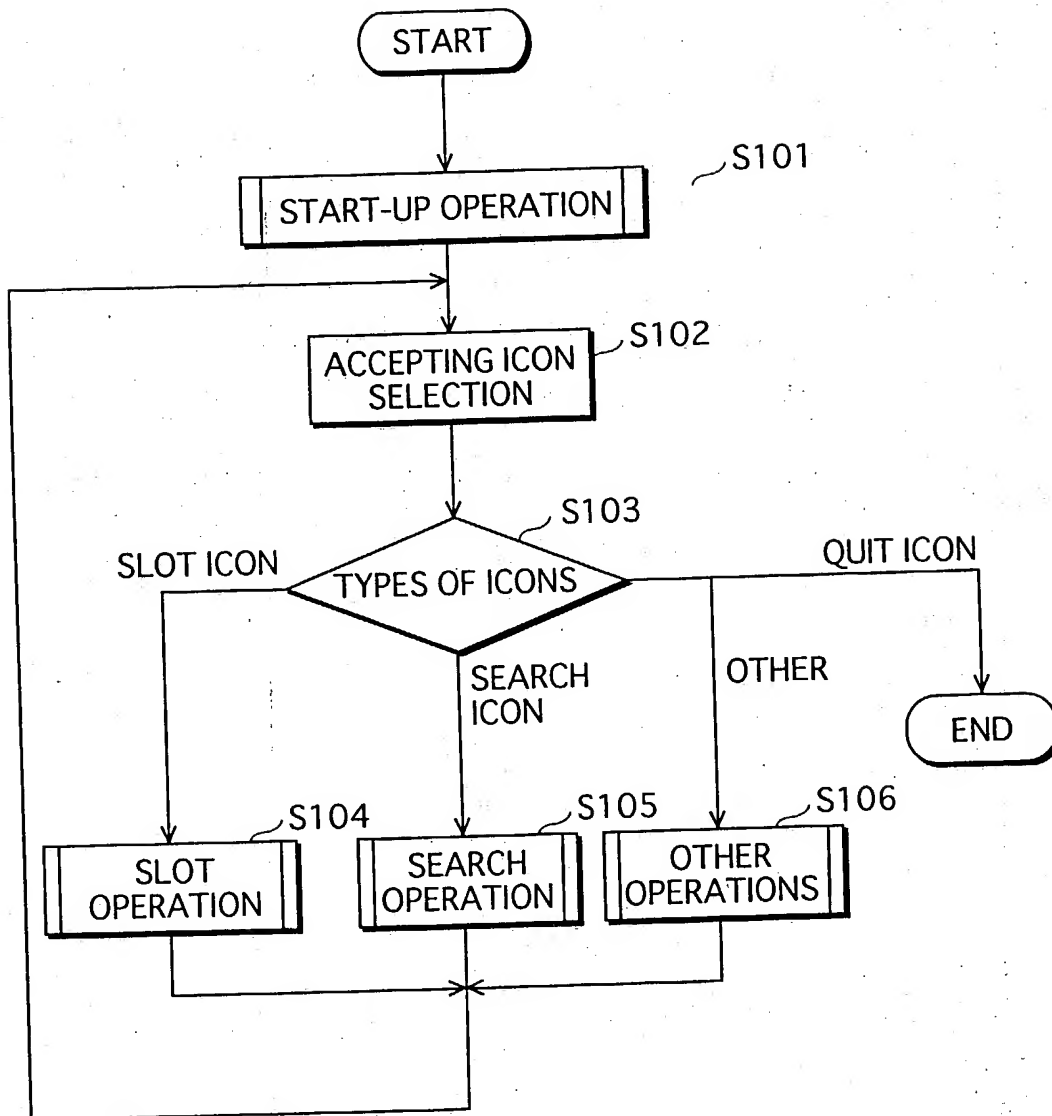 START
S101
START-UP OPERATION
S102
ACCEPTING ICON
SELECTION
S103
SLOT ICON
TYPES OF ICONS
QUIT ICON
SEARCH
ICON
OTHER
END
S104
S105
S106
SLOT
OPERATION
SEARCH
OPERATION
OTHER
OPERATIONS